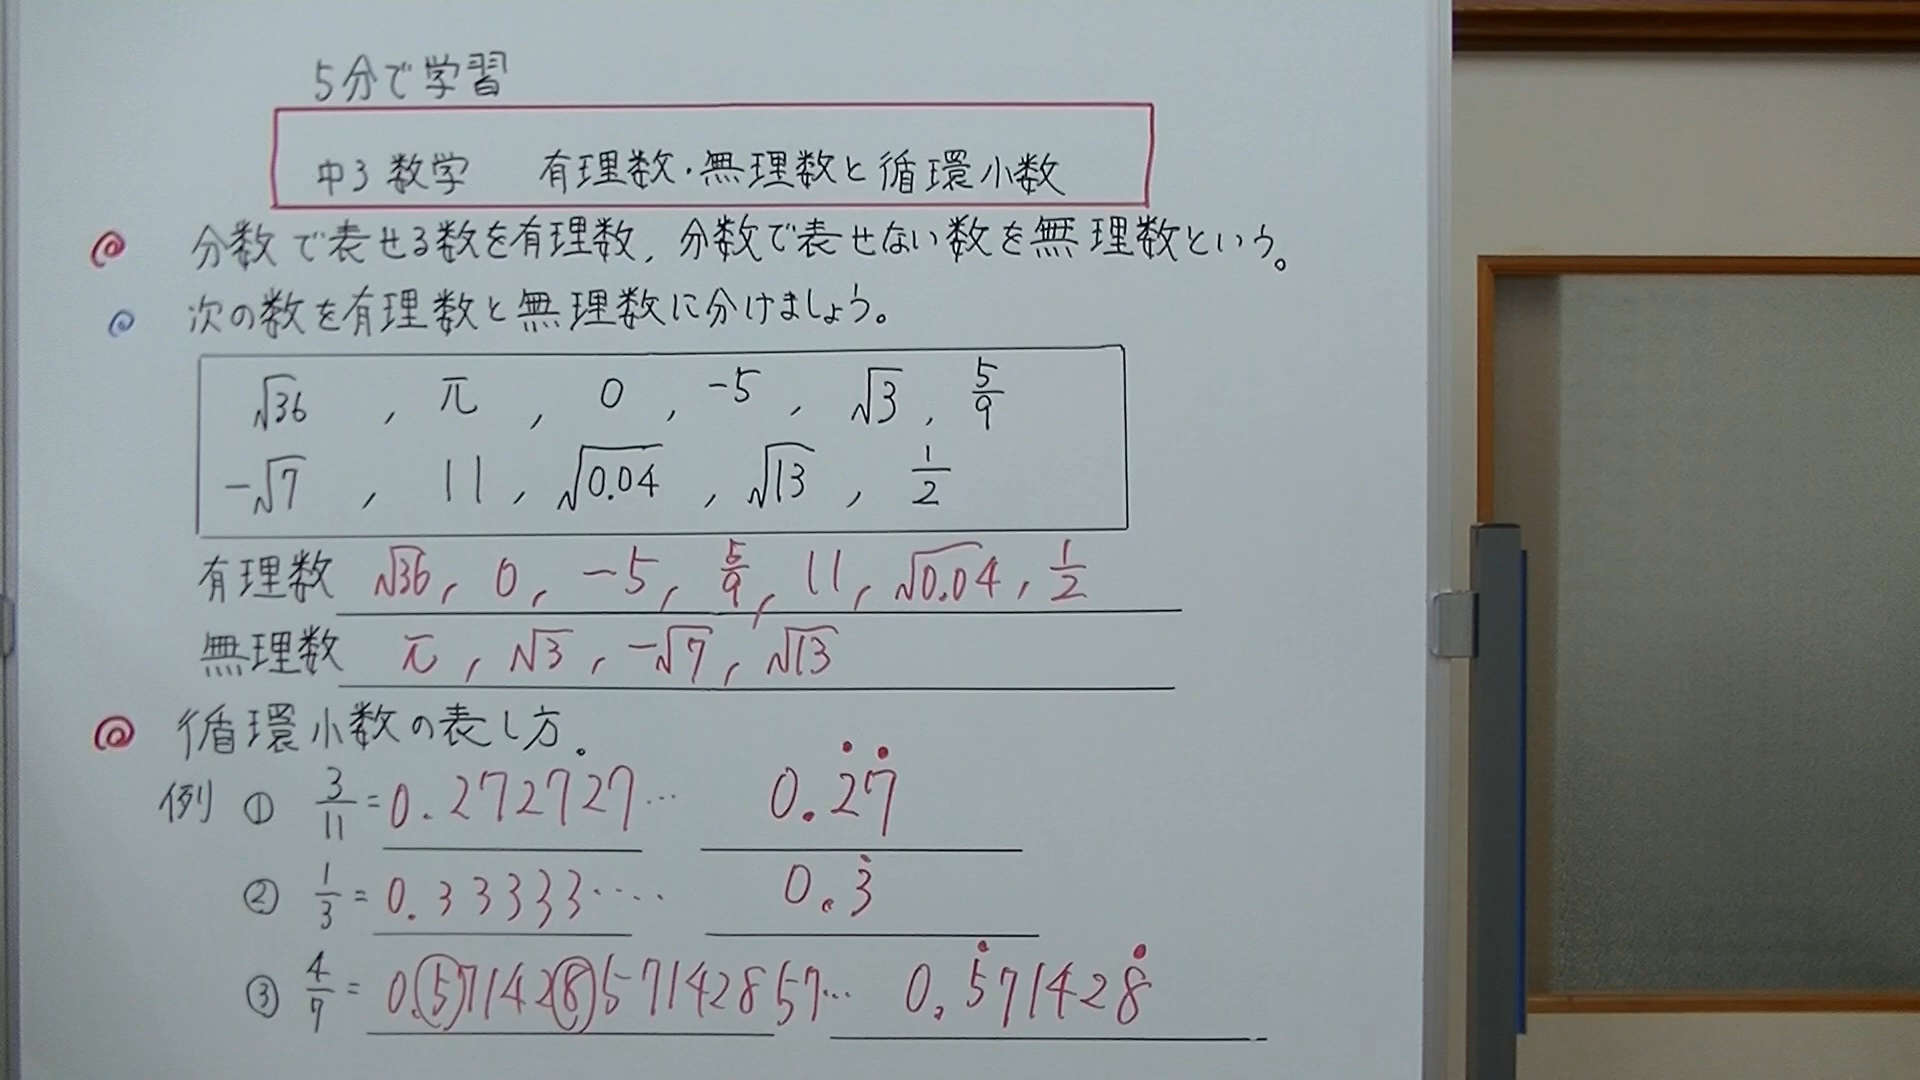 5分で学習
中3 数学 有理数・無理数と循環小数
◎ 分数で表せる数を有理数, 分数で表せない数を無理数という。
◎ 次の数を有理数と無理数に分けましょう。
√36 , π , 0 , -5 , √3 , 5/9
-√7 , 11 , √0.04 , √13 , 1/2
有理数 √36, 0, -5, 5/9, 11, √0.04, 1/2
無理数 π, √3, -√7, √13
◎ 循環小数の表し方。
例 ① 3/11 = 0.272727… 0.2̇7̇
② 1/3 = 0.33333‥‥ 0.3̇
③ 4/7 = 0.57142857142857… 0.5̇71428̇